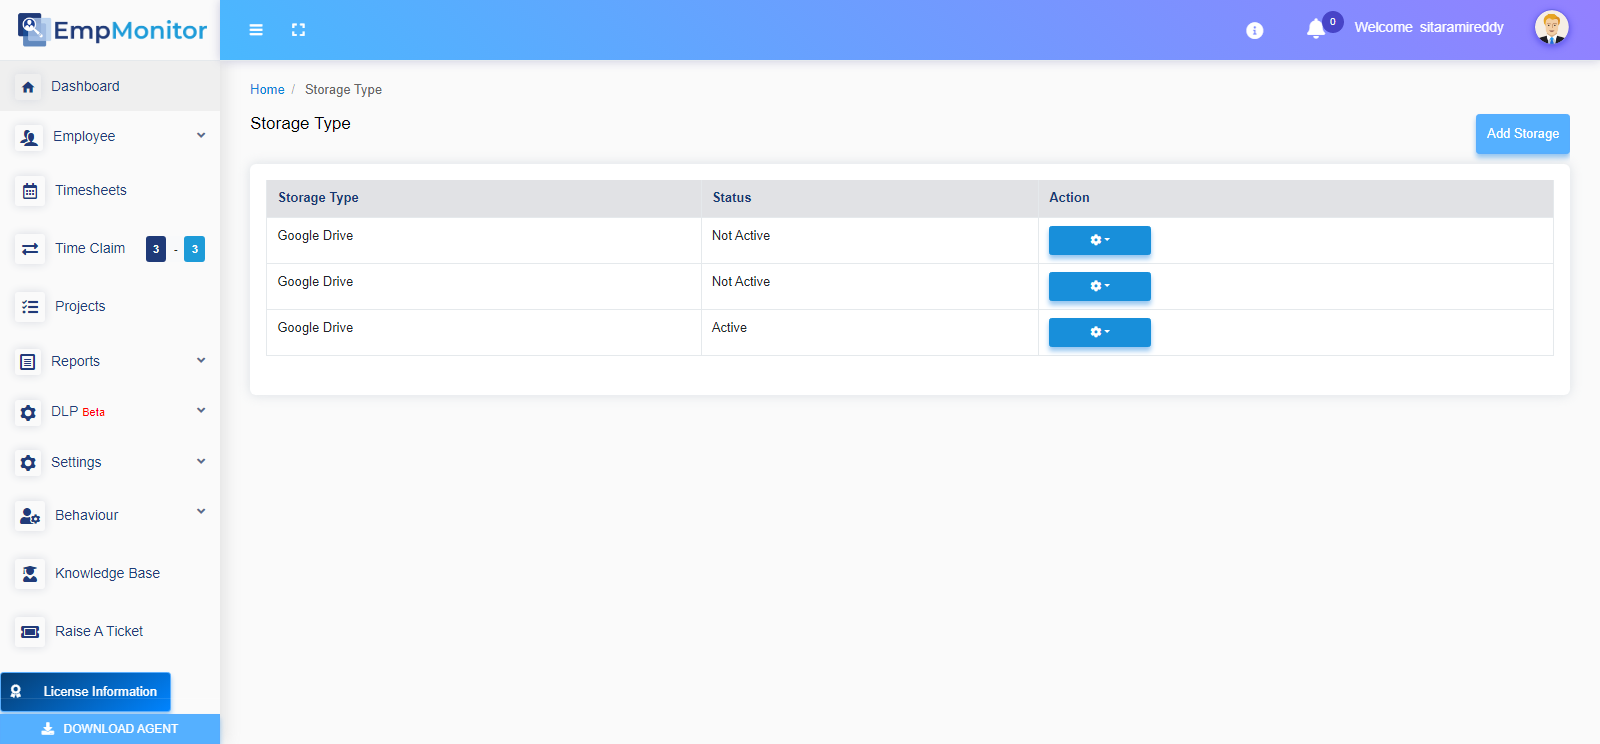 EmpMonitor
0
Welcome sitaramireddy
Dashboard
Employee
Timesheets
Time Claim 3 - 3
Projects
Reports
DLP Beta
Settings
Behaviour
Knowledge Base
Raise A Ticket
License Information
DOWNLOAD AGENT
Home / Storage Type
Storage Type
Add Storage
Storage Type Status Action
Google Drive Not Active
Google Drive Not Active
Google Drive Active